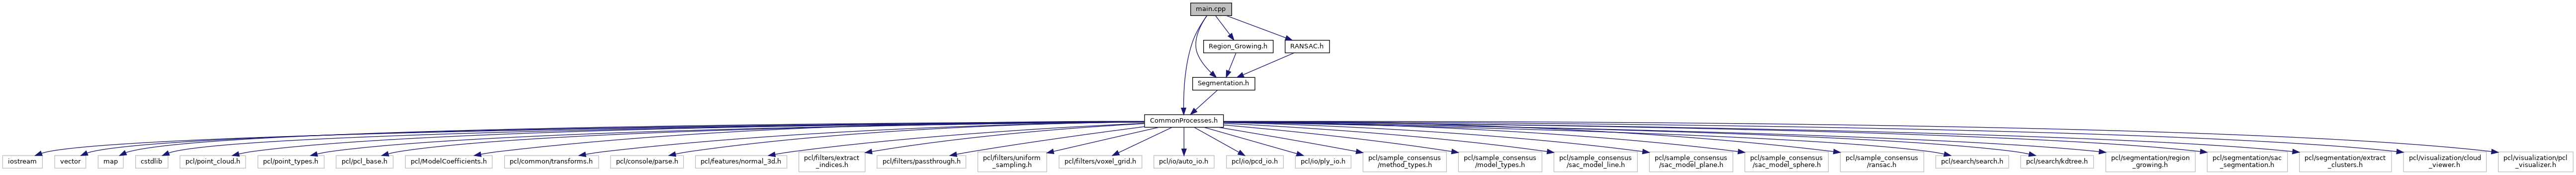 main.cpp
Region_Growing.h
RANSAC.h
Segmentation.h
CommonProcesses.h
iostream
vector
map
cstdlib
pcl/point_cloud.h
pcl/point_types.h
pcl/pcl_base.h
pcl/ModelCoefficients.h
pcl/common/transforms.h
pcl/console/parse.h
pcl/features/normal_3d.h
pcl/filters/extract
_indices.h
pcl/filters/passthrough.h
pcl/filters/uniform
_sampling.h
pcl/filters/voxel_grid.h
pcl/io/auto_io.h
pcl/io/pcd_io.h
pcl/io/ply_io.h
pcl/sample_consensus
/method_types.h
pcl/sample_consensus
/model_types.h
pcl/sample_consensus
/sac_model_line.h
pcl/sample_consensus
/sac_model_plane.h
pcl/sample_consensus
/sac_model_sphere.h
pcl/sample_consensus
/ransac.h
pcl/search/search.h
pcl/search/kdtree.h
pcl/segmentation/region
_growing.h
pcl/segmentation/sac
_segmentation.h
pcl/segmentation/extract
_clusters.h
pcl/visualization/cloud
_viewer.h
pcl/visualization/pcl
_visualizer.h